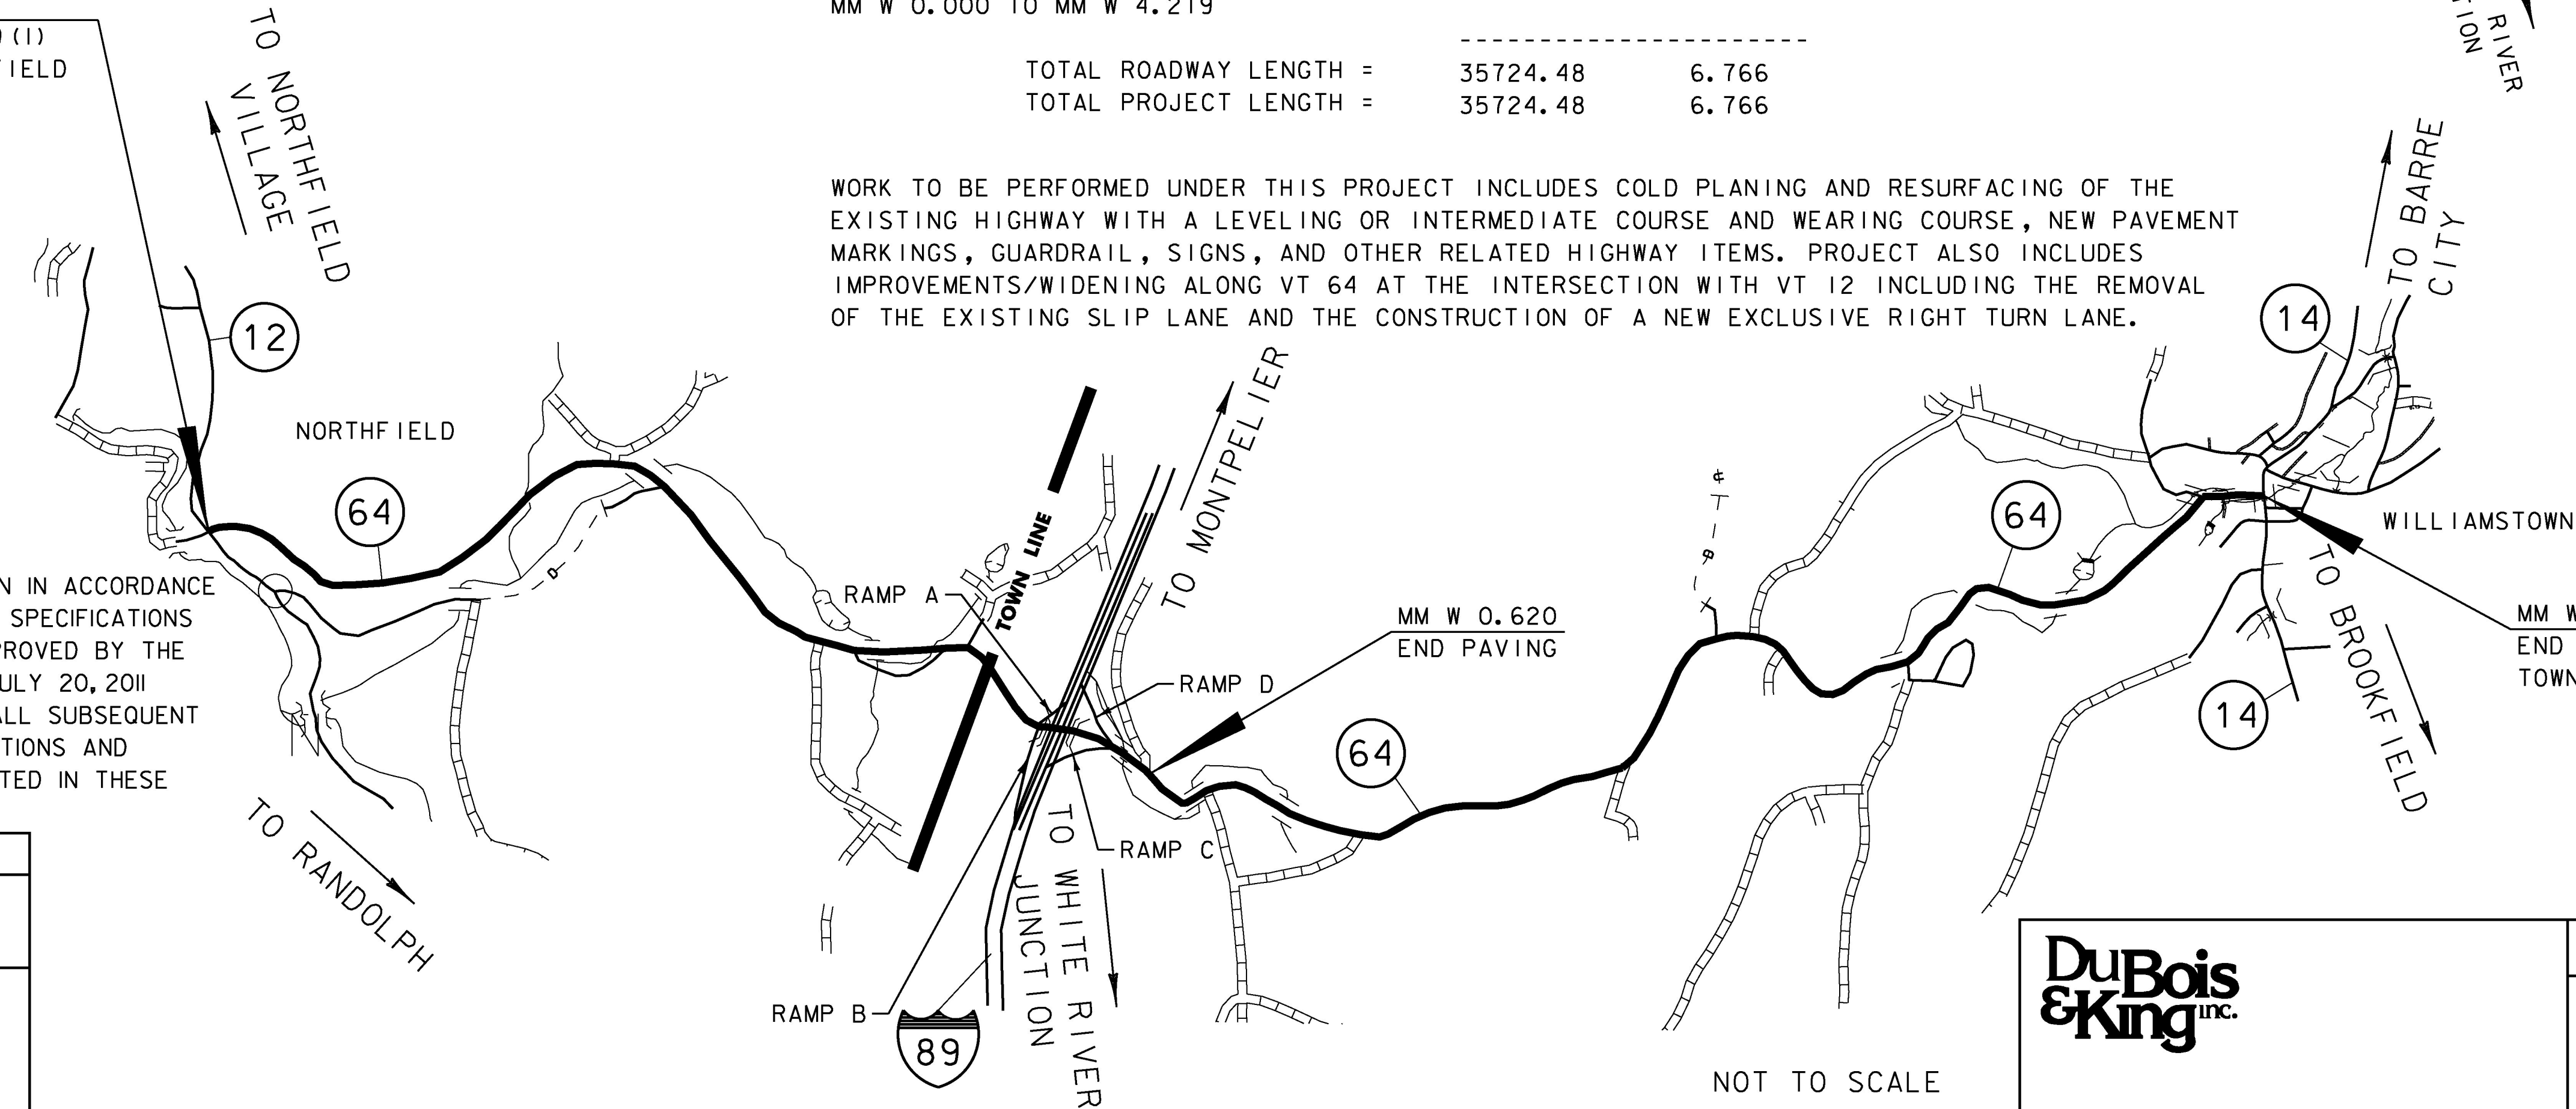 MM W 0.000 TO MM W 4.219
TOTAL ROADWAY LENGTH = 35724.48 6.766
TOTAL PROJECT LENGTH = 35724.48 6.766
WORK TO BE PERFORMED UNDER THIS PROJECT INCLUDES COLD PLANING AND RESURFACING OF THE
EXISTING HIGHWAY WITH A LEVELING OR INTERMEDIATE COURSE AND WEARING COURSE, NEW PAVEMENT
MARKINGS, GUARDRAIL, SIGNS, AND OTHER RELATED HIGHWAY ITEMS. PROJECT ALSO INCLUDES
IMPROVEMENTS/WIDENING ALONG VT 64 AT THE INTERSECTION WITH VT 12 INCLUDING THE REMOVAL
OF THE EXISTING SLIP LANE AND THE CONSTRUCTION OF A NEW EXCLUSIVE RIGHT TURN LANE.
(1)
IELD
TO NORTHFIELD
VILLAGE
12
NORTHFIELD
64
N IN ACCORDANCE
SPECIFICATIONS
ROVED BY THE
ULY 20, 2011
ALL SUBSEQUENT
TIONS AND
TED IN THESE
TO RANDOLPH
TOWN LINE
RAMP A
TO MONTPELIER
RAMP D
MM W 0.620
END PAVING
64
RAMP C
TO WHITE RIVER
JUNCTION
RAMP B
89
64
RIVER
TION
TO BARRE
CITY
14
WILLIAMSTOWN
MM W
END
TOWN
TO BROOKFIELD
14
NOT TO SCALE
DuBois
&King inc.